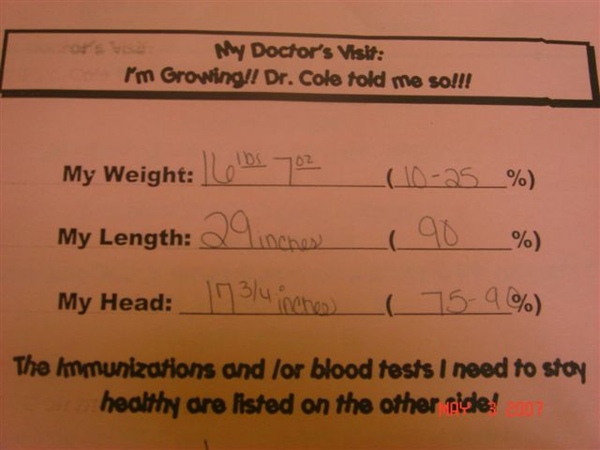 My Doctor's Visit:
I'm Growing!! Dr. Cole told me so!!!
My Weight: 16 lbs 7 oz (10-25 %)
My Length: 29 inches (90 %)
My Head: 17 3/4 inches (75-90%)
The Immunizations and /or blood tests I need to stay
healthy are listed on the other side!
MAY 3 2007